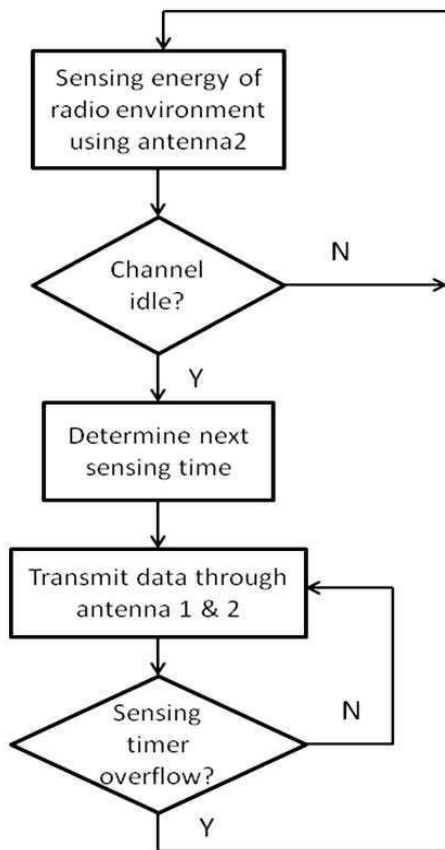 Sensing energy of
radio environment
using antenna2
Channel
idle?
N
Y
Determine next
sensing time
Transmit data through
antenna 1 & 2
Sensing
timer
overflow?
N
Y